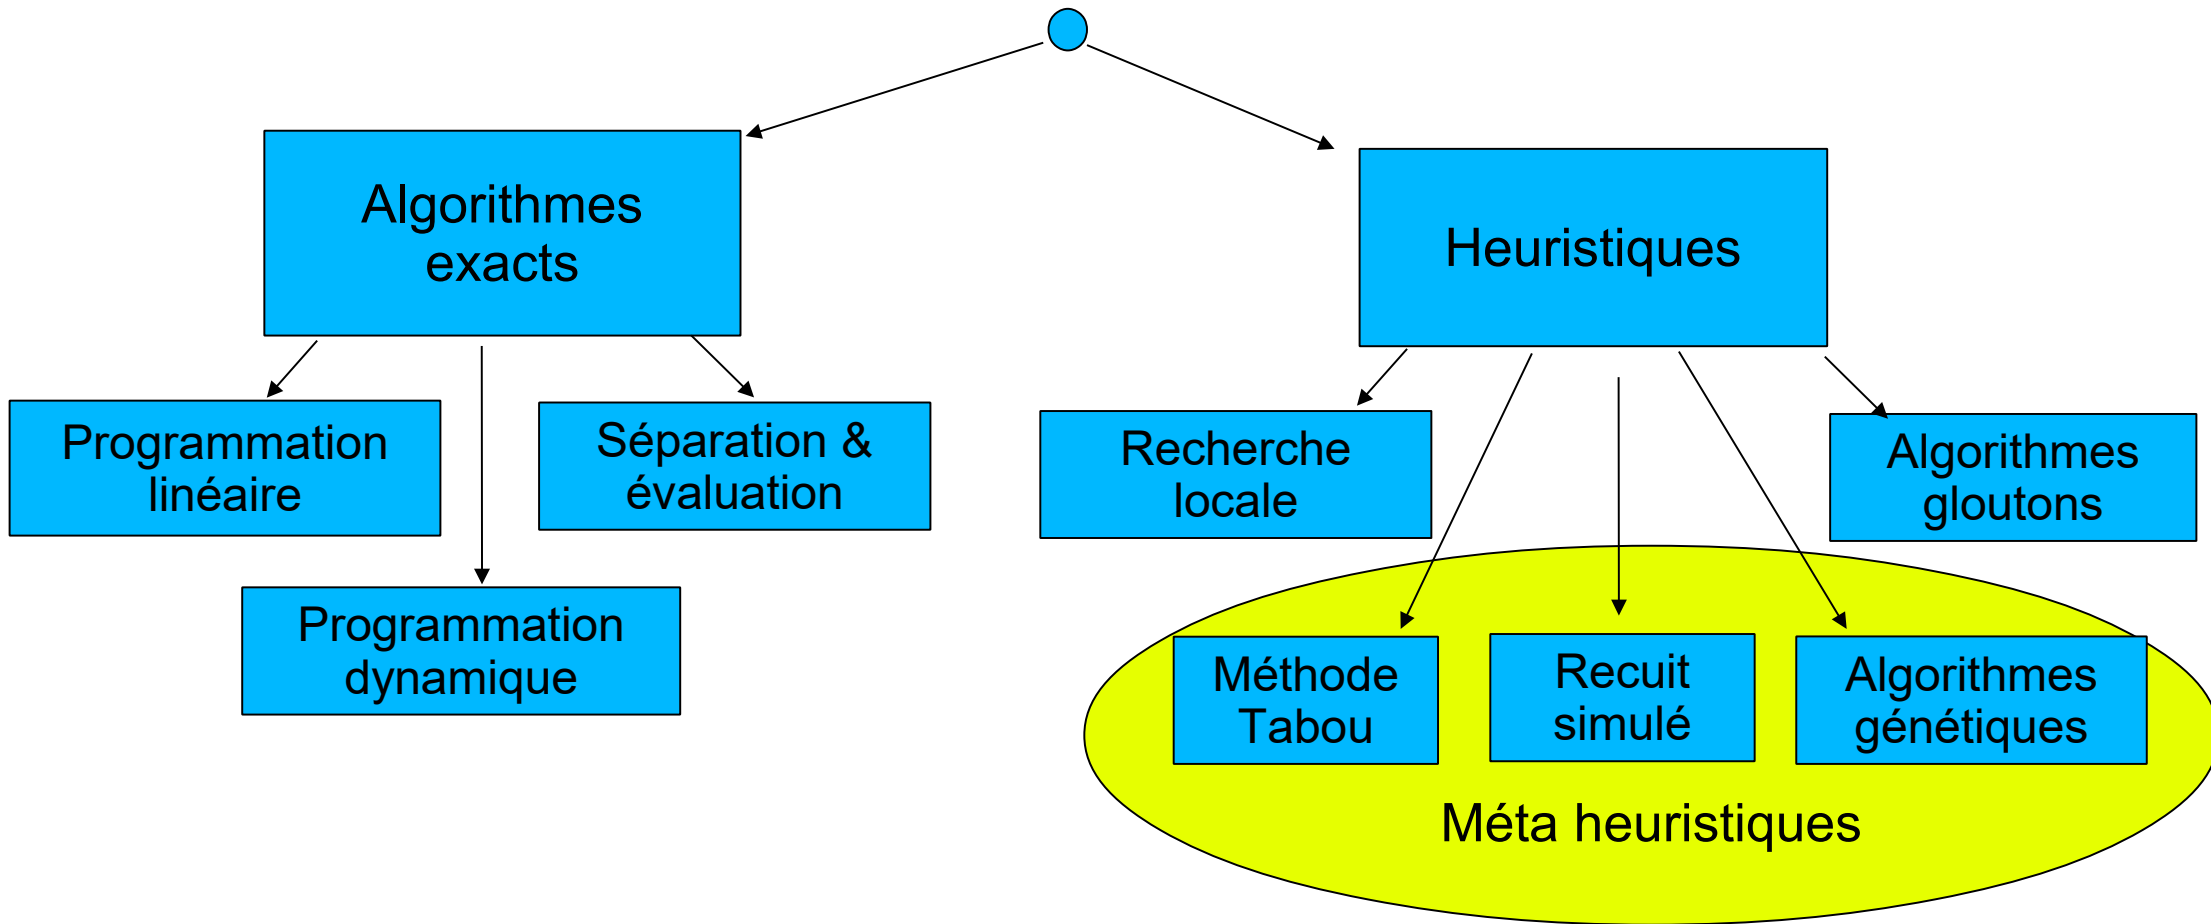 Algorithmes
exacts
Heuristiques
Programmation
linéaire
Séparation &
évaluation
Programmation
dynamique
Recherche
locale
Algorithmes
gloutons
Méthode
Tabou
Recuit
simulé
Algorithmes
génétiques
Méta heuristiques